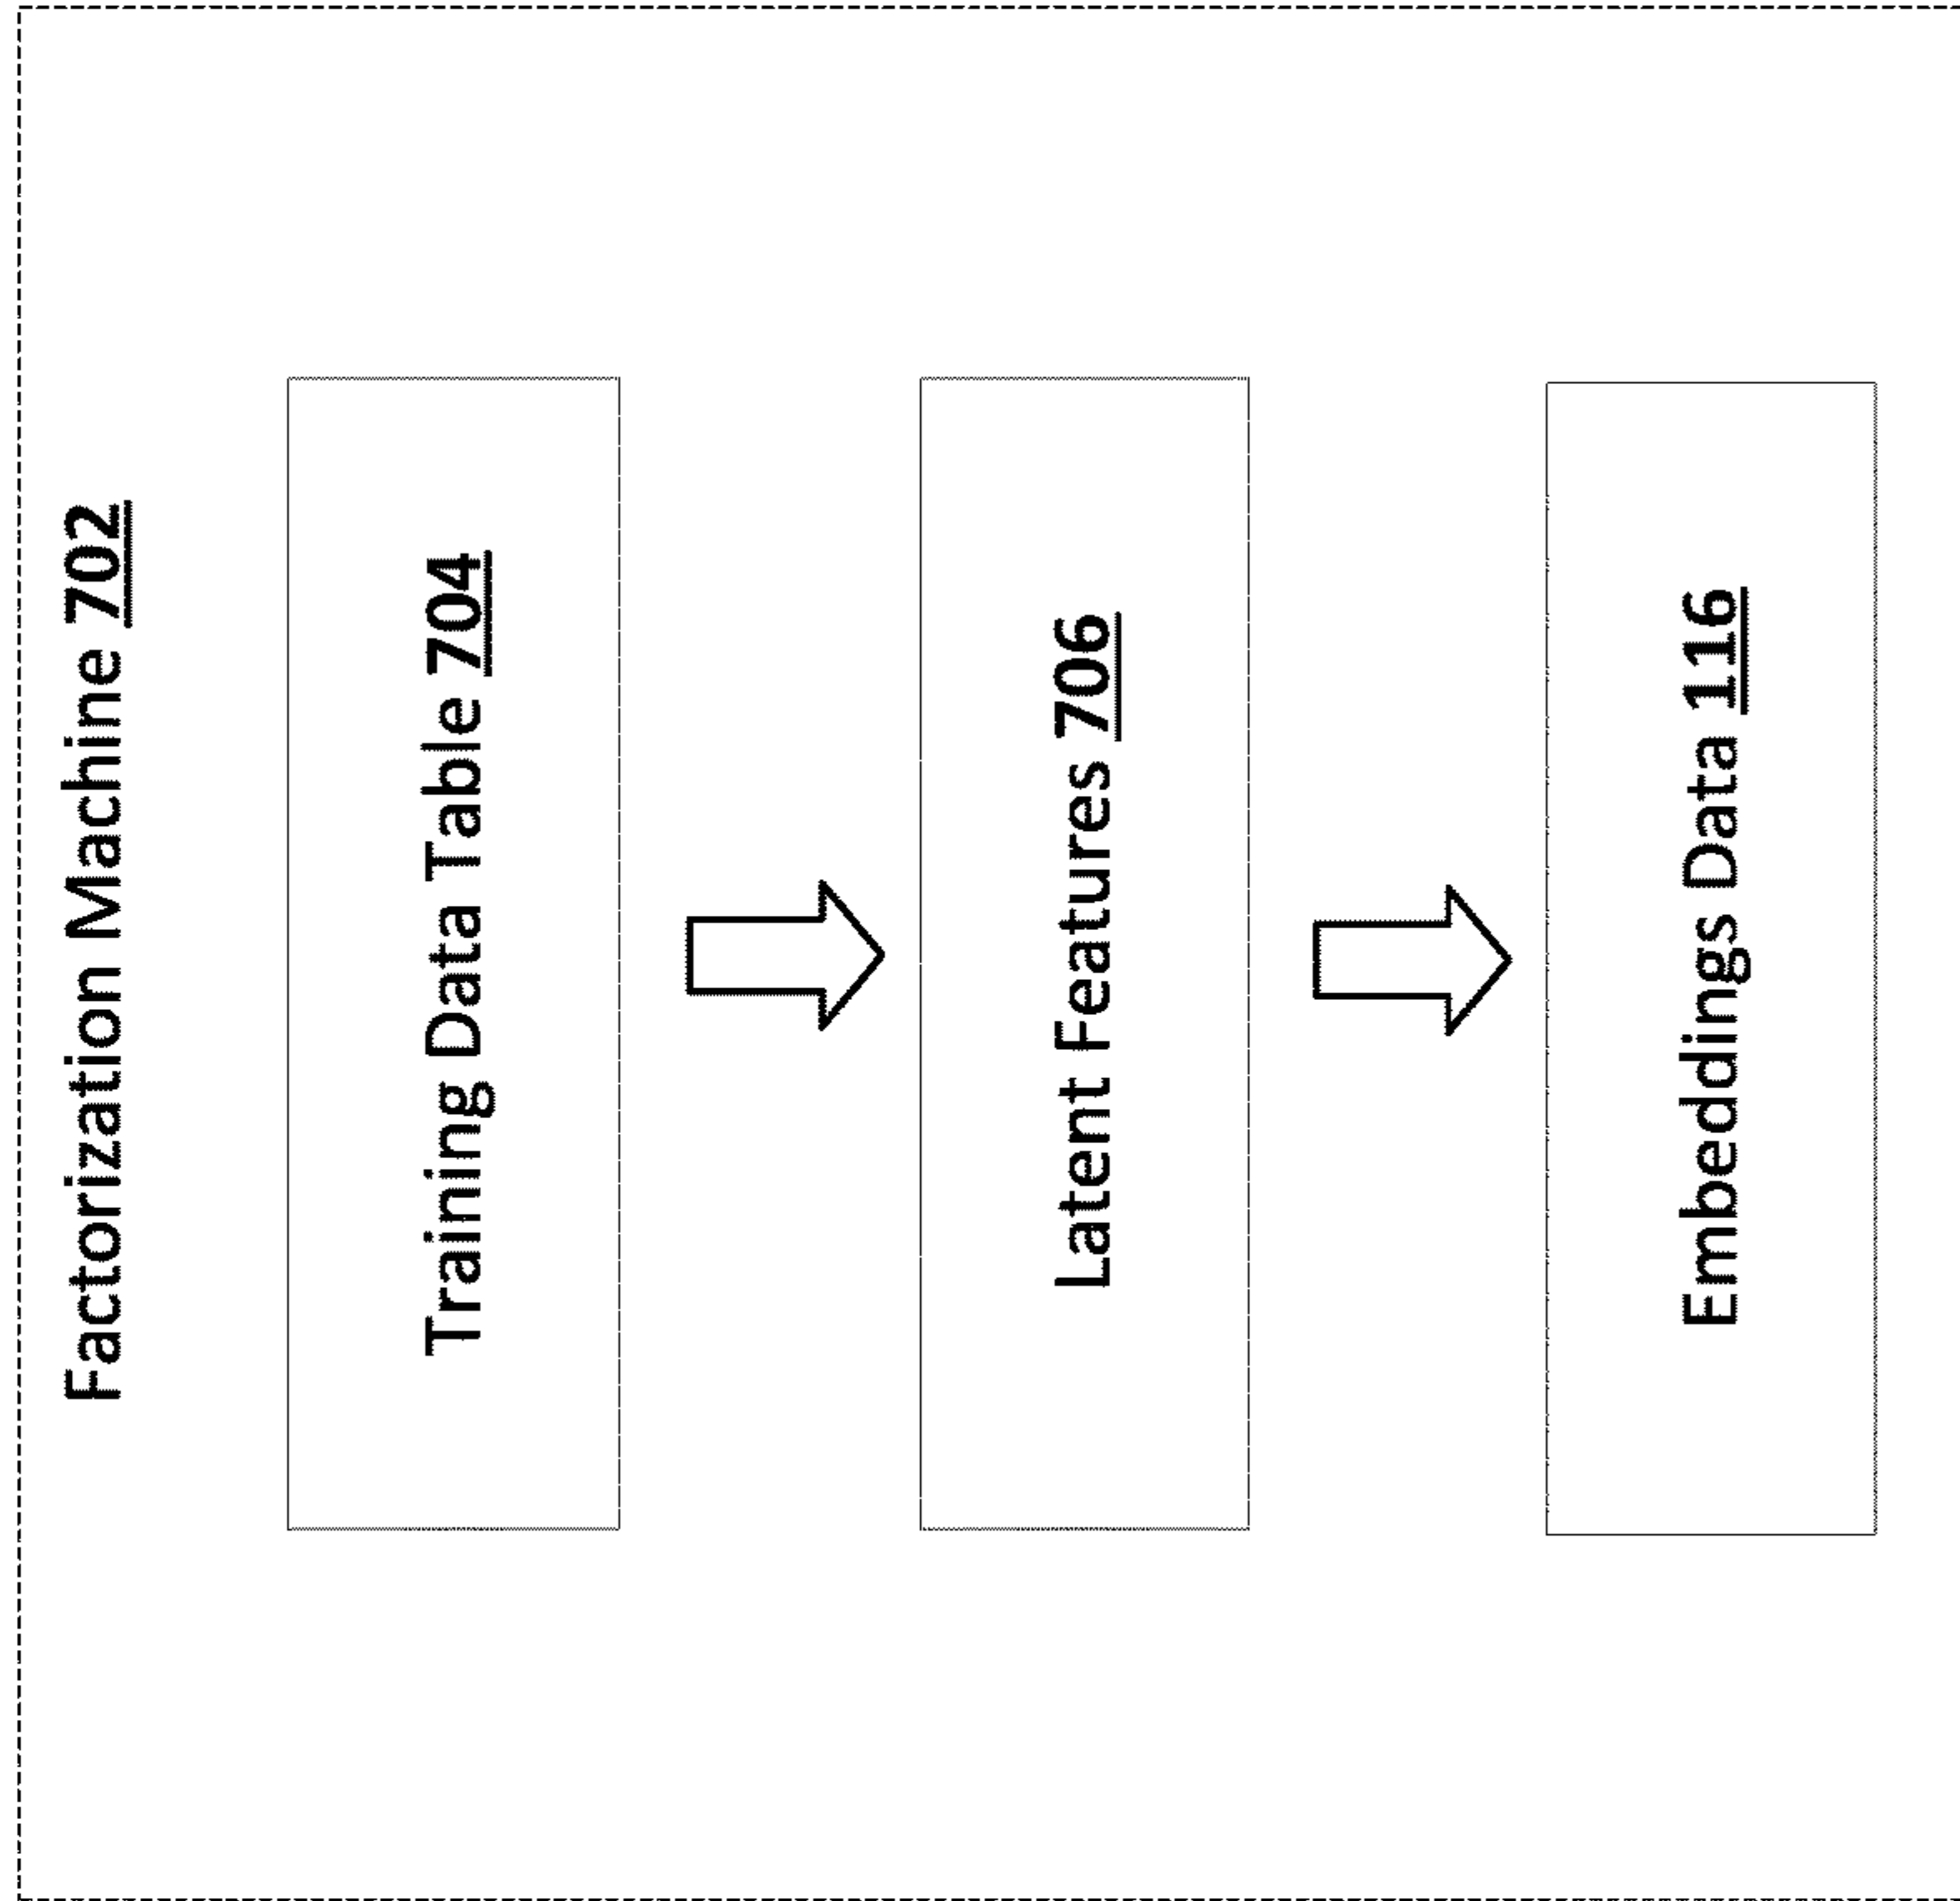 Factorization Machine 702
Training Data Table 704
Latent Features 706
Embeddings Data 116